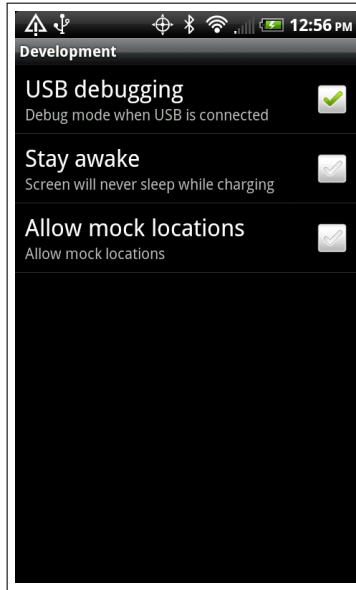 12:56 PM
Development
USB debugging
Debug mode when USB is connected
Stay awake
Screen will never sleep while charging
Allow mock locations
Allow mock locations